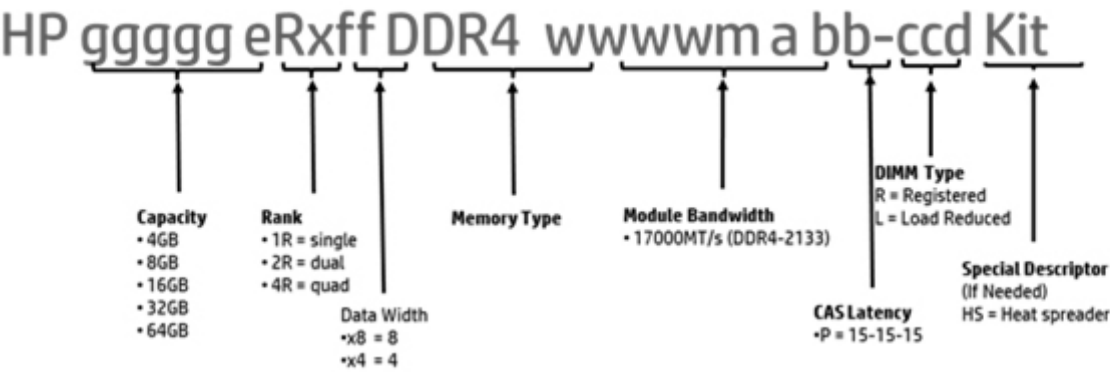 HP ggggg eRxff DDR4 wwwwm a bb-ccd Kit
Capacity
• 4GB
• 8GB
• 16GB
• 32GB
• 64GB
Rank
• 1R = single
• 2R = dual
• 4R = quad
Data Width
•x8 = 8
•x4 = 4
Memory Type
Module Bandwidth
• 17000MT/s (DDR4-2133)
CAS Latency
•P = 15-15-15
DIMM Type
R = Registered
L = Load Reduced
Special Descriptor
(If Needed)
HS = Heat spreader